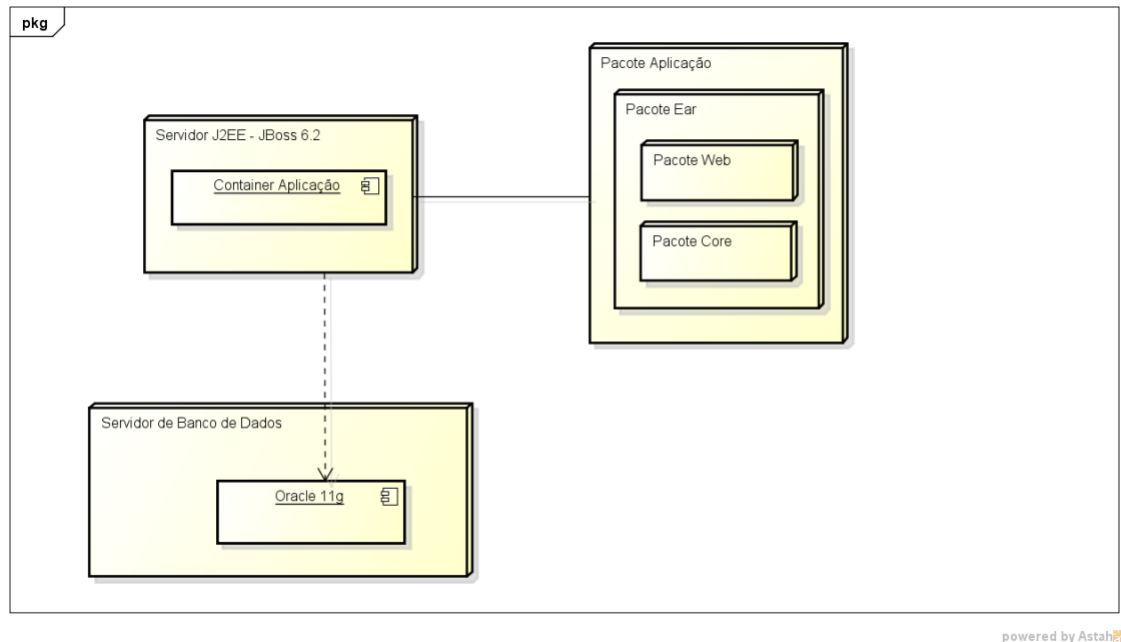 pkg
Pacote Aplicação
Pacote Ear
Servidor J2EE - JBoss 6.2
Pacote Web
Container Aplicação
Pacote Core
Servidor de Banco de Dados
Oracle 11g
powered by Astah